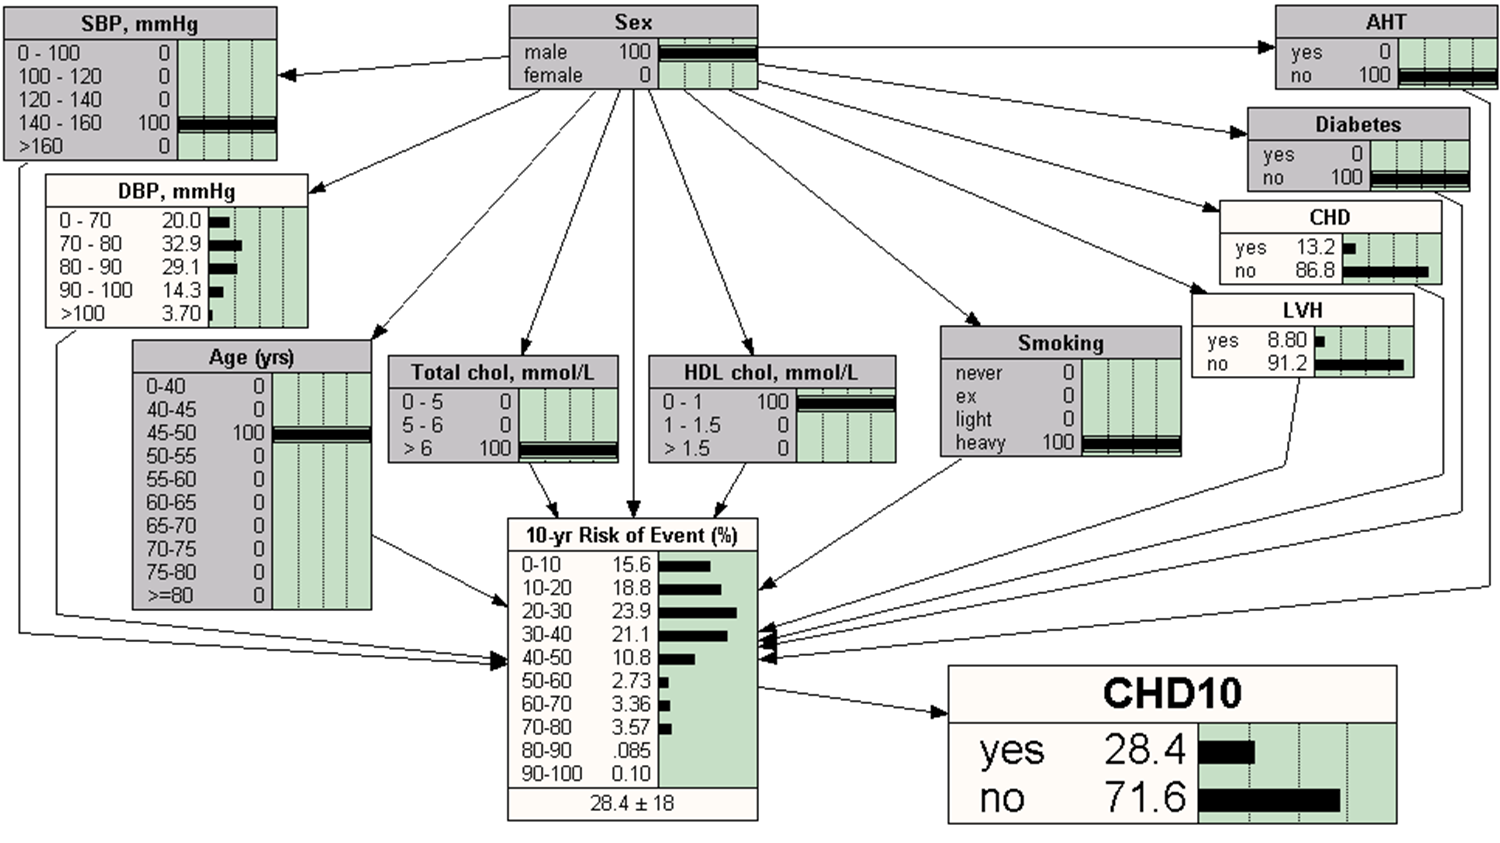 SBP, mmHg
0 - 100 0
100 - 120 0
120 - 140 0
140 - 160 100
>160 0
Sex
male 100
female 0
AHT
yes 0
no 100
Diabetes
yes 0
no 100
DBP, mmHg
0 - 70 20.0
70 - 80 32.9
80 - 90 29.1
90 - 100 14.3
>100 3.70
CHD
yes 13.2
no 86.8
LVH
yes 8.80
no 91.2
Age (yrs)
0-40 0
40-45 0
45-50 100
50-55 0
55-60 0
60-65 0
65-70 0
70-75 0
75-80 0
>=80 0
Total chol, mmol/L
0 - 5 0
5 - 6 0
> 6 100
HDL chol, mmol/L
0 - 1 100
1 - 1.5 0
> 1.5 0
Smoking
never 0
ex 0
light 0
heavy 100
10-yr Risk of Event (%)
0-10 15.6
10-20 18.8
20-30 23.9
30-40 21.1
40-50 10.8
50-60 2.73
60-70 3.36
70-80 3.57
80-90 .085
90-100 0.10
28.4 ± 18
CHD10
yes 28.4
no 71.6